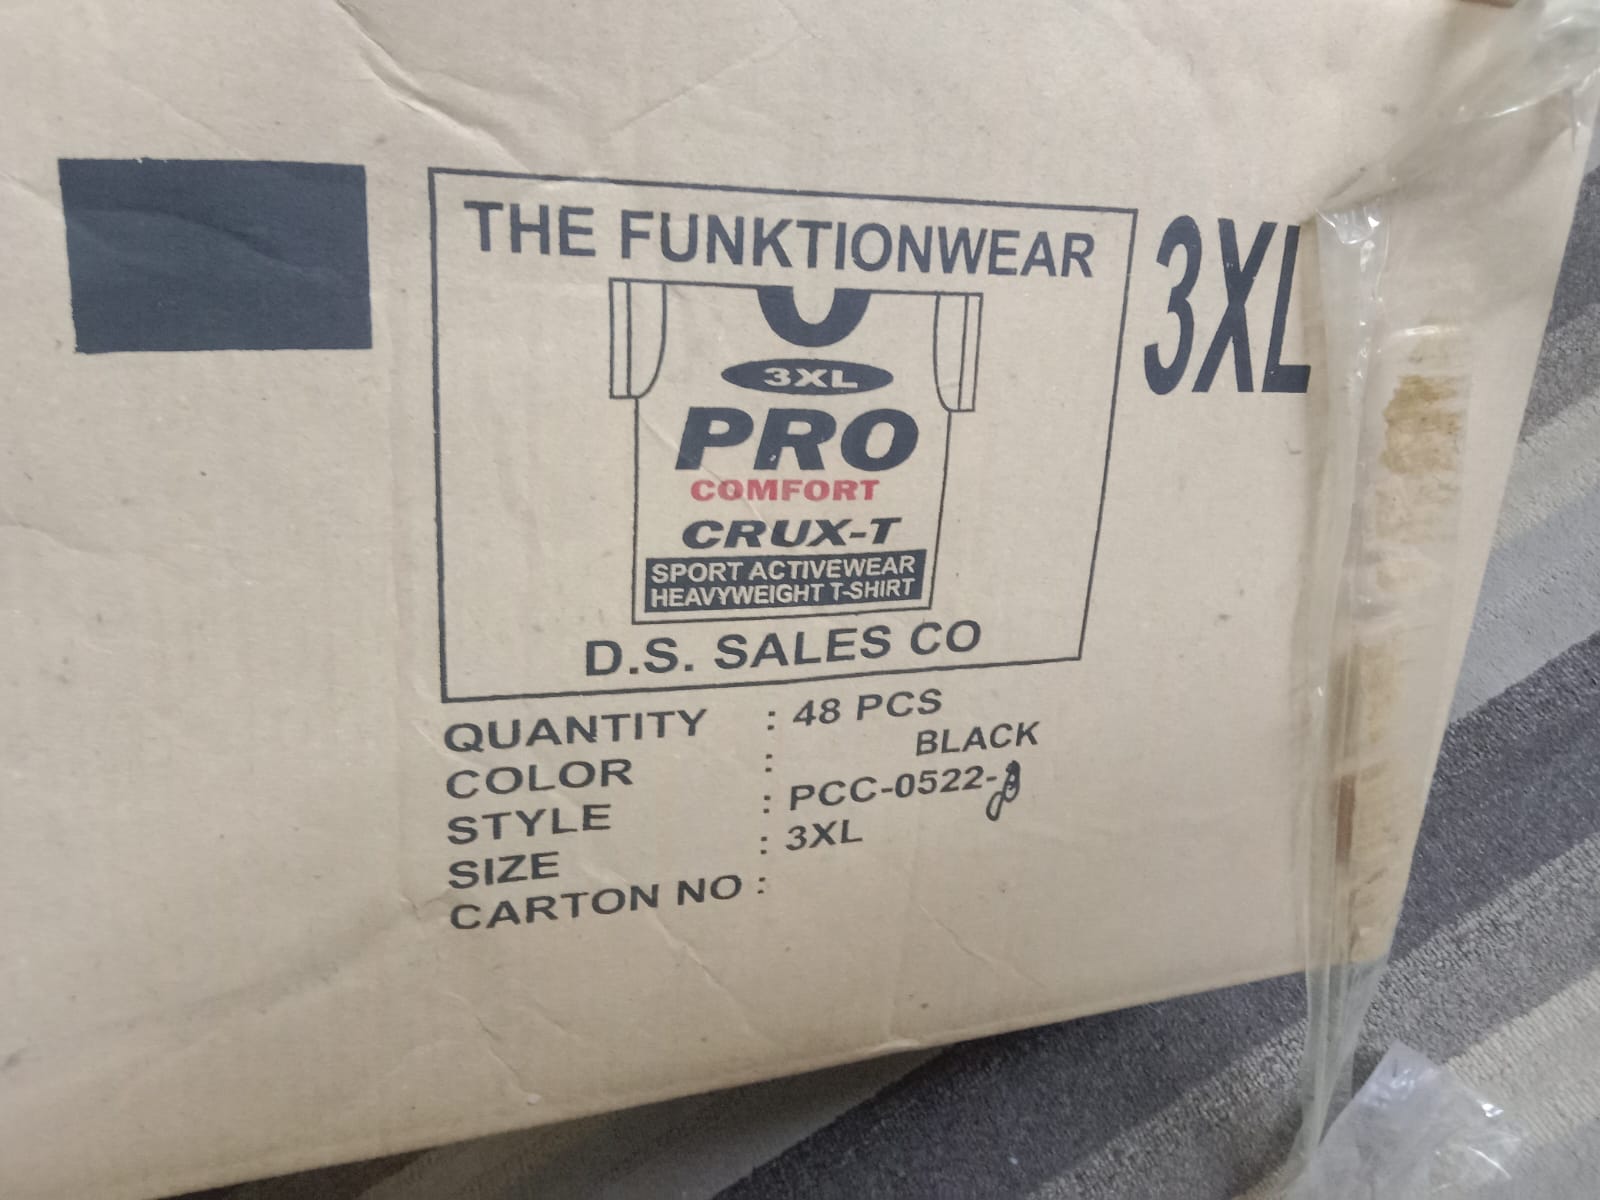 THE FUNKTIONWEAR
3XL
3XL
PRO
COMFORT
CRUX-T
SPORT ACTIVEWEAR
HEAVYWEIGHT T-SHIRT
D.S. SALES CO
QUANTITY : 48 PCS
COLOR : BLACK
STYLE : PCC-0522-
SIZE : 3XL
CARTON NO :